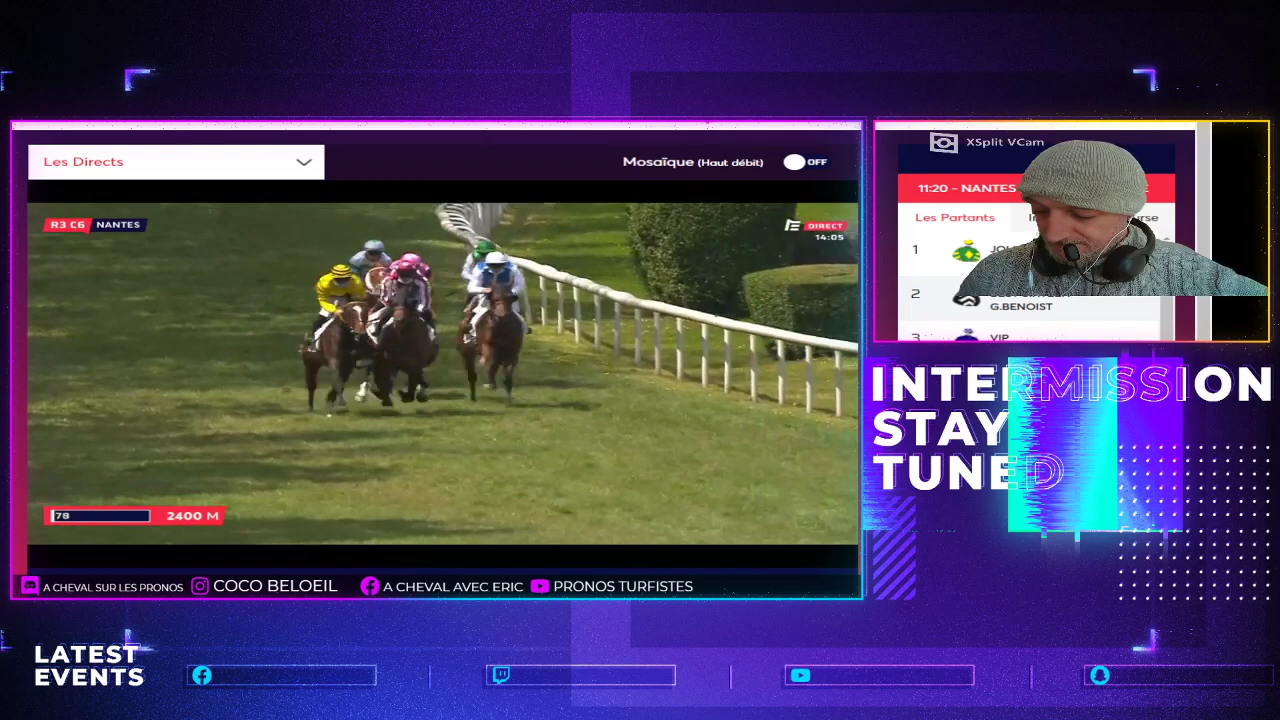 Les Directs
Mosaïque (Haut débit)
OFF
R3 C6 NANTES
DIRECT
14:05
78
2400 M
A CHEVAL SUR LES PRONOS
COCO BELOEIL
A CHEVAL AVEC ERIC
PRONOS TURFISTES
XSplit VCam
11:20 - NANTES
Les Partants
1
2
G.BENOIST
3
VIP
INTERMISSION
STAY
TUNED
LATEST
EVENTS